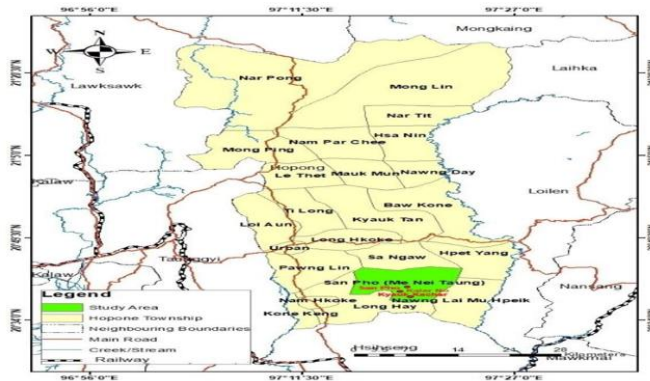 96°56'0"E
97°11'30"E
97°27'0"E
Mongkaing
N
W
E
S
Laihka
Lawksawk
Nar Pong
Mong Lin
Nar Tit
Hsa Nin
Nam Par Chee
Mong Ping
Hopong
Le Thet
Mauk Mun
Nawng Day
Kalaw
Loilen
Baw Kone
Ti Long
Kyauk Tan
Loi Aun
Long Hkoke
Urban
Hpet Yang
Sa Ngaw
Taunggyi
Pawng Lin
Kalaw
San Pho (Me Nei Taung)
Nansang
Legend
Study Area
Hopone Township
Neighbouring Boundaries
Main Road
Creek/Stream
Railway
Nam Hkoke
Nawng Lai
Mu Hpeik
Long Hay
Kone Keng
Hsihseng
14
28
Kilometers
Mawkmai
96°56'0"E
97°11'30"E
97°27'0"E